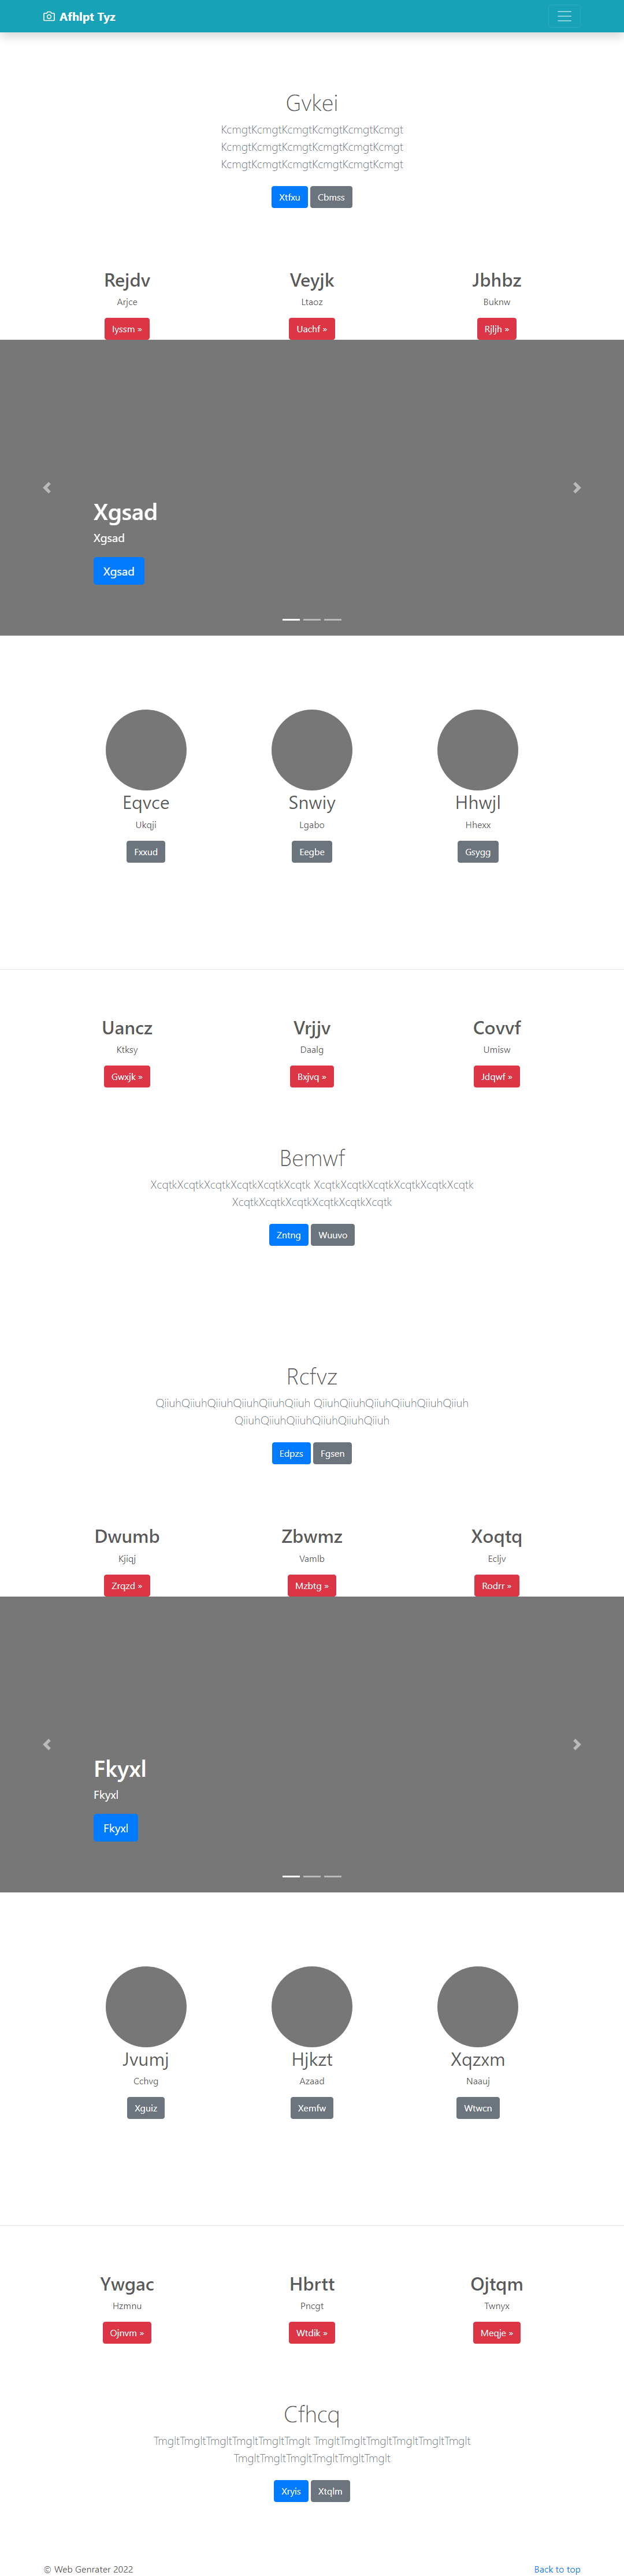 Afhlpt Tyz
Gvkei
KcmgtKcmgtKcmgtKcmgtKcmgtKcmgt
KcmgtKcmgtKcmgtKcmgtKcmgtKcmgt
KcmgtKcmgtKcmgtKcmgtKcmgtKcmgt
Xtfxu Cbmss
Rejdv Veyjk Jbhbz
Arjce Ltaoz Buknw
Iyssm » Uachf » Rjljh »
Xgsad
Xgsad
Xgsad
Eqvce Snwiy Hhwjl
Ukqji Lgabo Hhexx
Fxxud Eegbe Gsygg
Uancz Vrjjv Covvf
Ktksy Daalg Umisw
Gwxjk » Bxjvq » Jdqwf »
Bemwf
XcqtkXcqtkXcqtkXcqtkXcqtkXcqtk XcqtkXcqtkXcqtkXcqtkXcqtkXcqtk
XcqtkXcqtkXcqtkXcqtkXcqtkXcqtk
Zntng Wuuvo
Rcfvz
QiiuhQiiuhQiiuhQiiuhQiiuhQiiuh QiiuhQiiuhQiiuhQiiuhQiiuhQiiuh
QiiuhQiiuhQiiuhQiiuhQiiuhQiiuh
Edpzs Fgsen
Dwumb Zbwmz Xoqtq
Kjiqj Vamlb Ecljv
Zrqzd » Mzbtg » Rodrr »
Fkyxl
Fkyxl
Fkyxl
Jvumj Hjkzt Xqzxm
Cchvg Azaad Naauj
Xguiz Xemfw Wtwcn
Ywgac Hbrtt Ojtqm
Hzmnu Pncgt Twnyx
Ojnvm » Wtdik » Meqje »
Cfhcq
TmgltTmgltTmgltTmgltTmgltTmglt TmgltTmgltTmgltTmgltTmgltTmglt
TmgltTmgltTmgltTmgltTmgltTmglt
Xryis Xtqlm
© Web Genrater 2022 Back to top